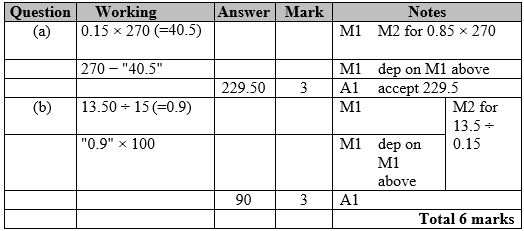 Question Working Answer Mark Notes
(a) 0.15 × 270 (=40.5) M1 M2 for 0.85 × 270
270 − "40.5" M1 dep on M1 above
229.50 3 A1 accept 229.5
(b) 13.50 ÷ 15 (=0.9) M1 M2 for
13.5 ÷
"0.9" × 100 M1 dep on 0.15
M1
above
90 3 A1
Total 6 marks